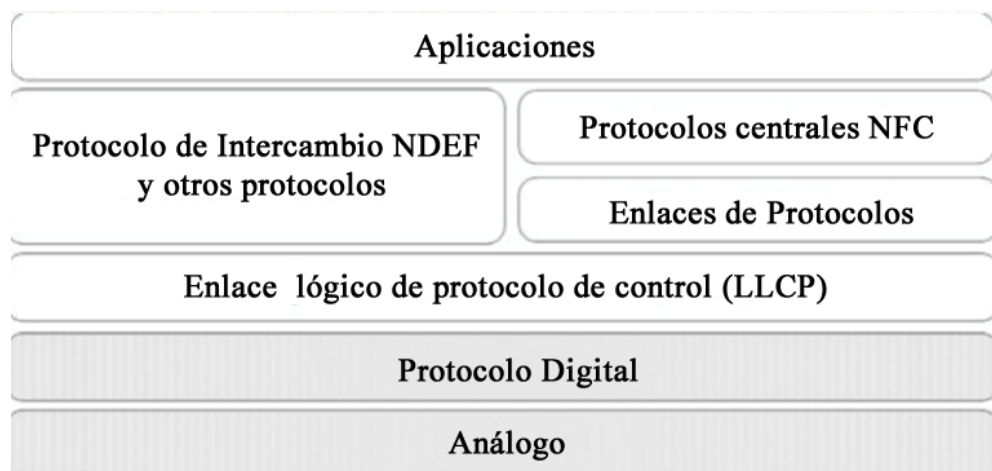 Aplicaciones
Protocolo de Intercambio NDEF
y otros protocolos
Protocolos centrales NFC
Enlaces de Protocolos
Enlace lógico de protocolo de control (LLCP)
Protocolo Digital
Análogo